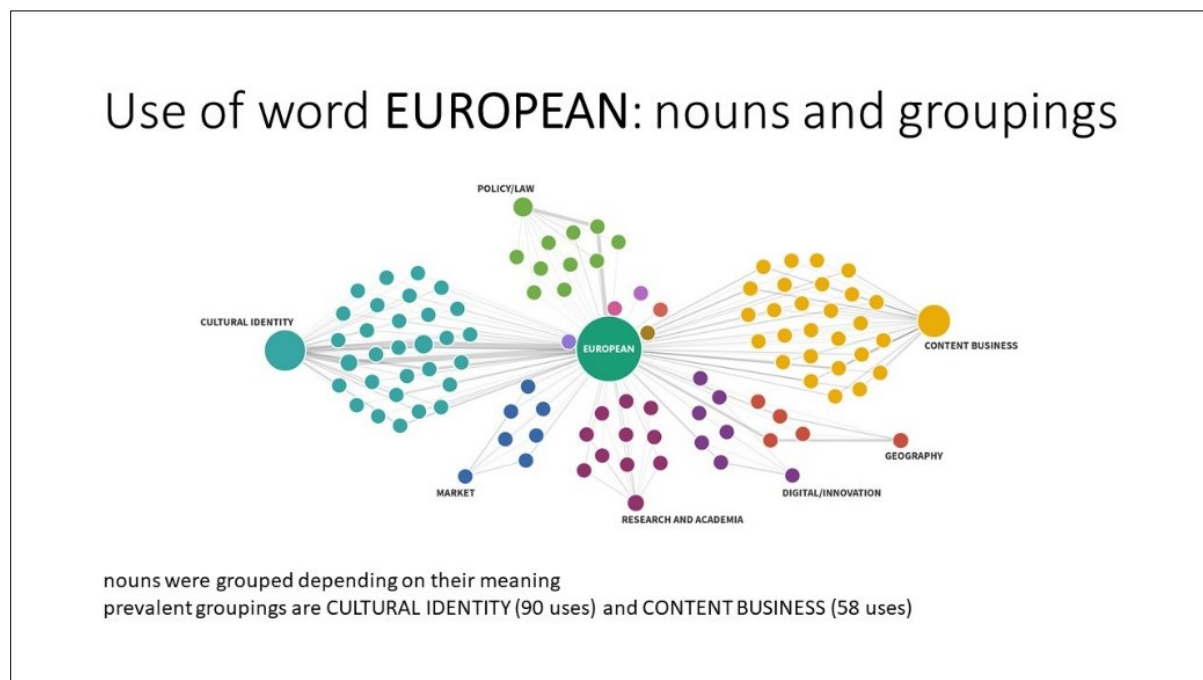 Use of word EUROPEAN: nouns and groupings
POLICY/LAW
CULTURAL IDENTITY
EUROPEAN
CONTENT BUSINESS
GEOGRAPHY
MARKET
DIGITAL/INNOVATION
RESEARCH AND ACADEMIA
nouns were grouped depending on their meaning
prevalent groupings are CULTURAL IDENTITY (90 uses) and CONTENT BUSINESS (58 uses)